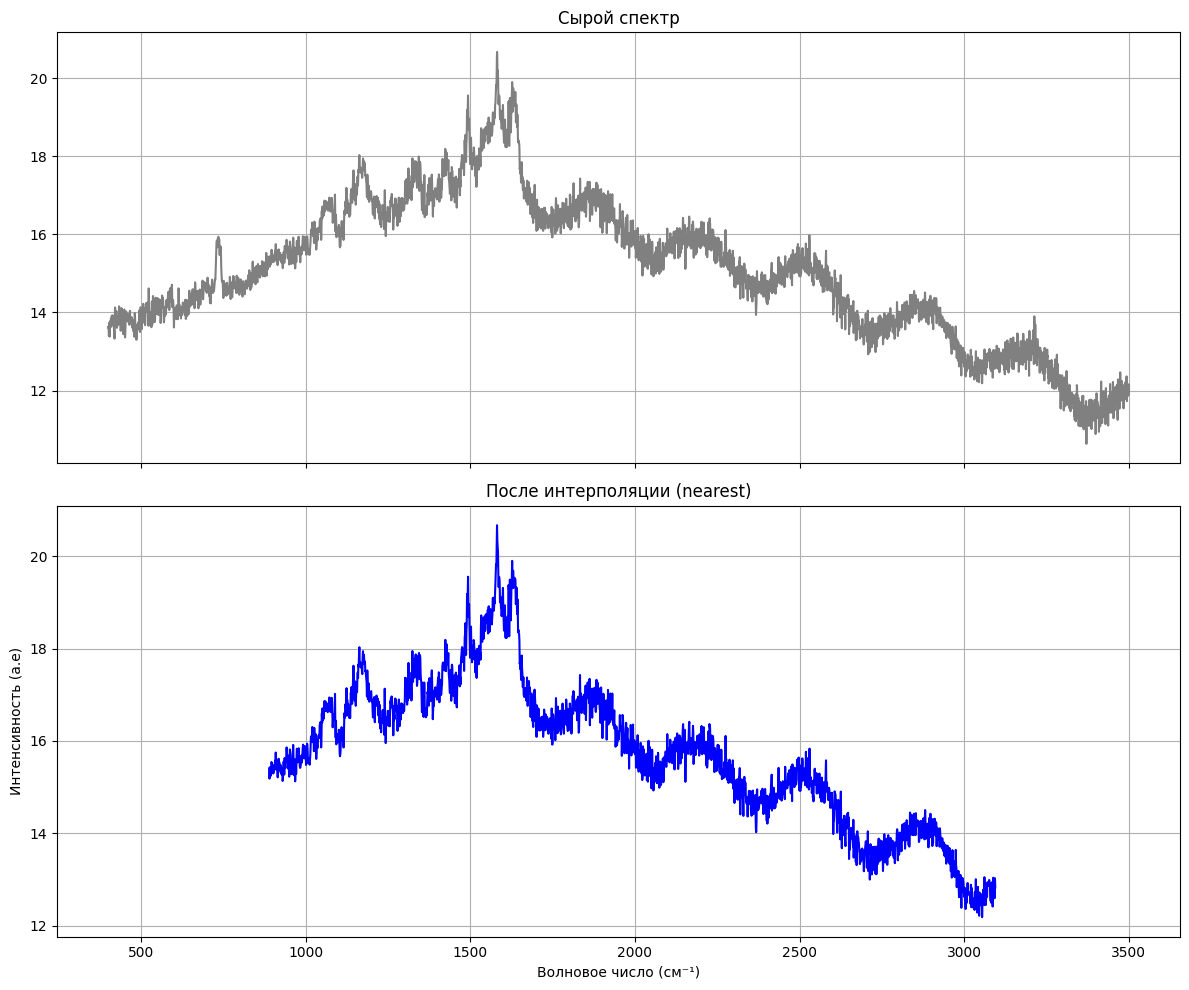 Сырой спектр
20
18
16
14
12
После интерполяции (nearest)
Интенсивность (a.e)
20
18
16
14
12
500 1000 1500 2000 2500 3000 3500
Волновое число (см⁻¹)